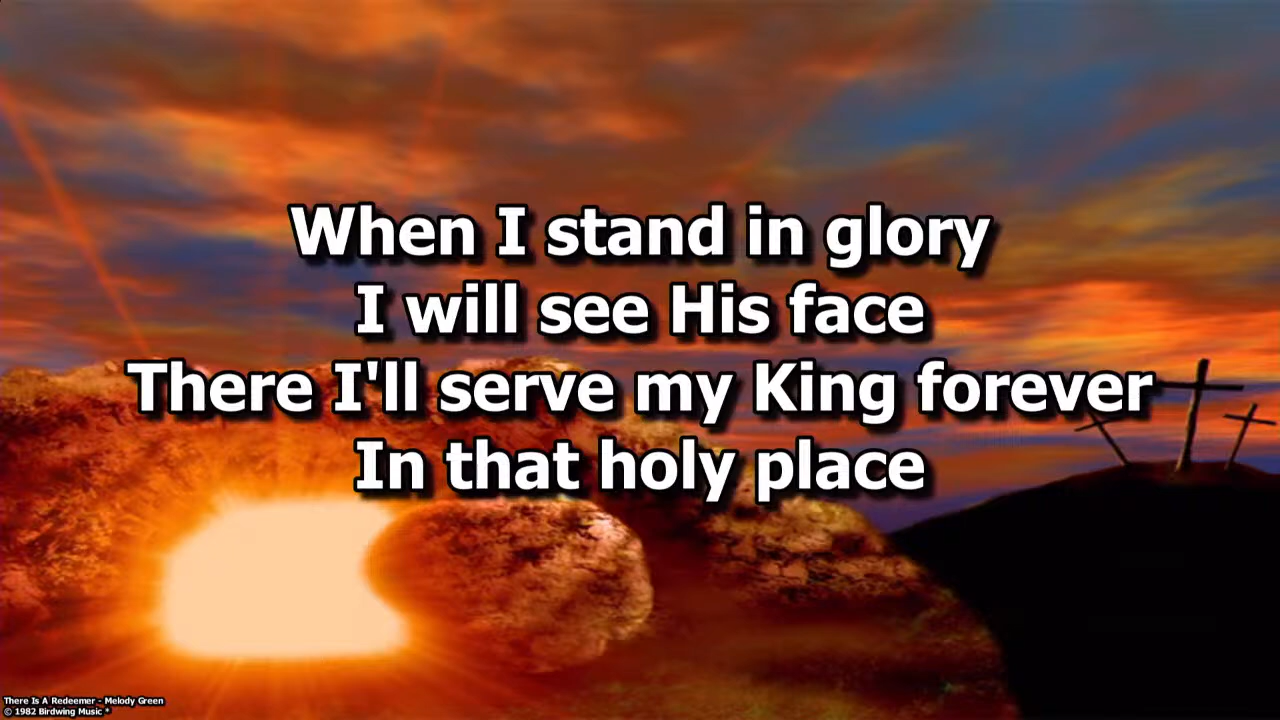 When I stand in glory
I will see His face
There I'll serve my King forever
In that holy place
There Is A Redeemer - Melody Green
© 1982 Birdwing Music *